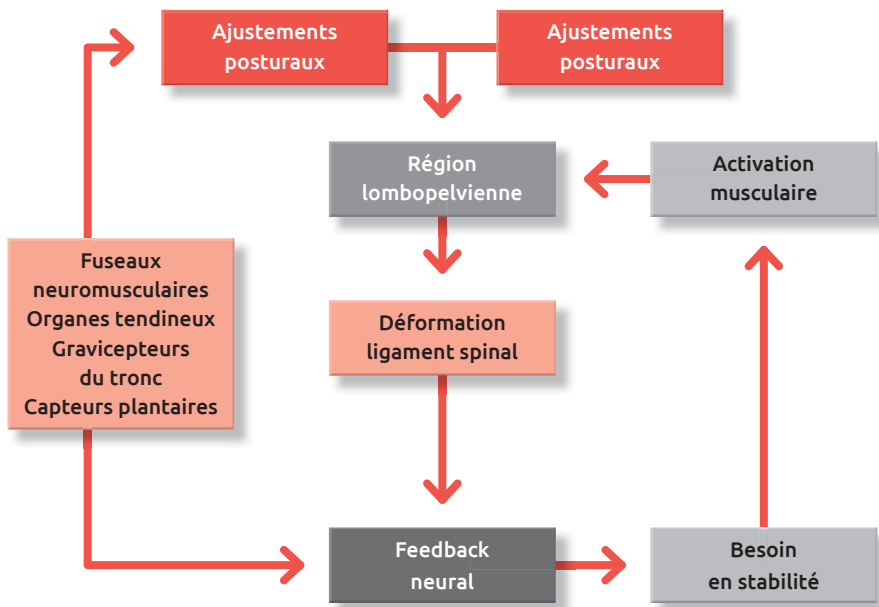 Ajustements
posturaux
Ajustements
posturaux
Région
lombopelvienne
Activation
musculaire
Fuseaux
neuromusculaires
Organes tendineux
Gravicepteurs
du tronc
Capteurs plantaires
Déformation
ligament spinal
Feedback
neural
Besoin
en stabilité